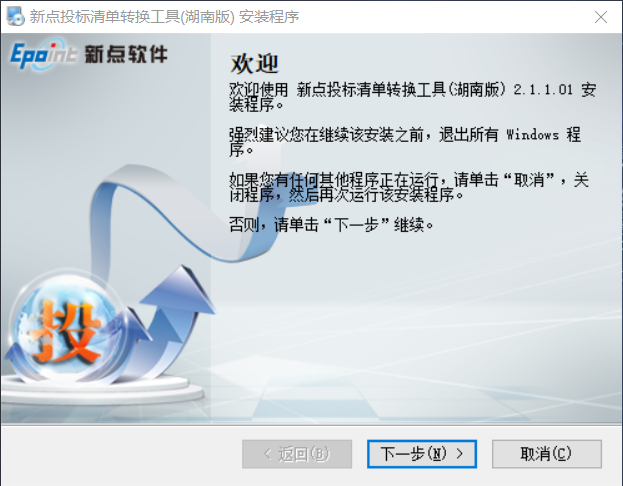 新点投标清单转换工具(湖南版) 安装程序
Epoint 新点软件
欢迎
欢迎使用 新点投标清单转换工具(湖南版) 2.1.1.01 安
装程序。
强烈建议您在继续该安装之前，退出所有 Windows 程
序。
如果您有任何其他程序正在运行，请单击“取消”，关
闭程序，然后再次运行该安装程序。
否则，请单击“下一步”继续。
投
< 返回(B)
下一步(N) >
取消(C)